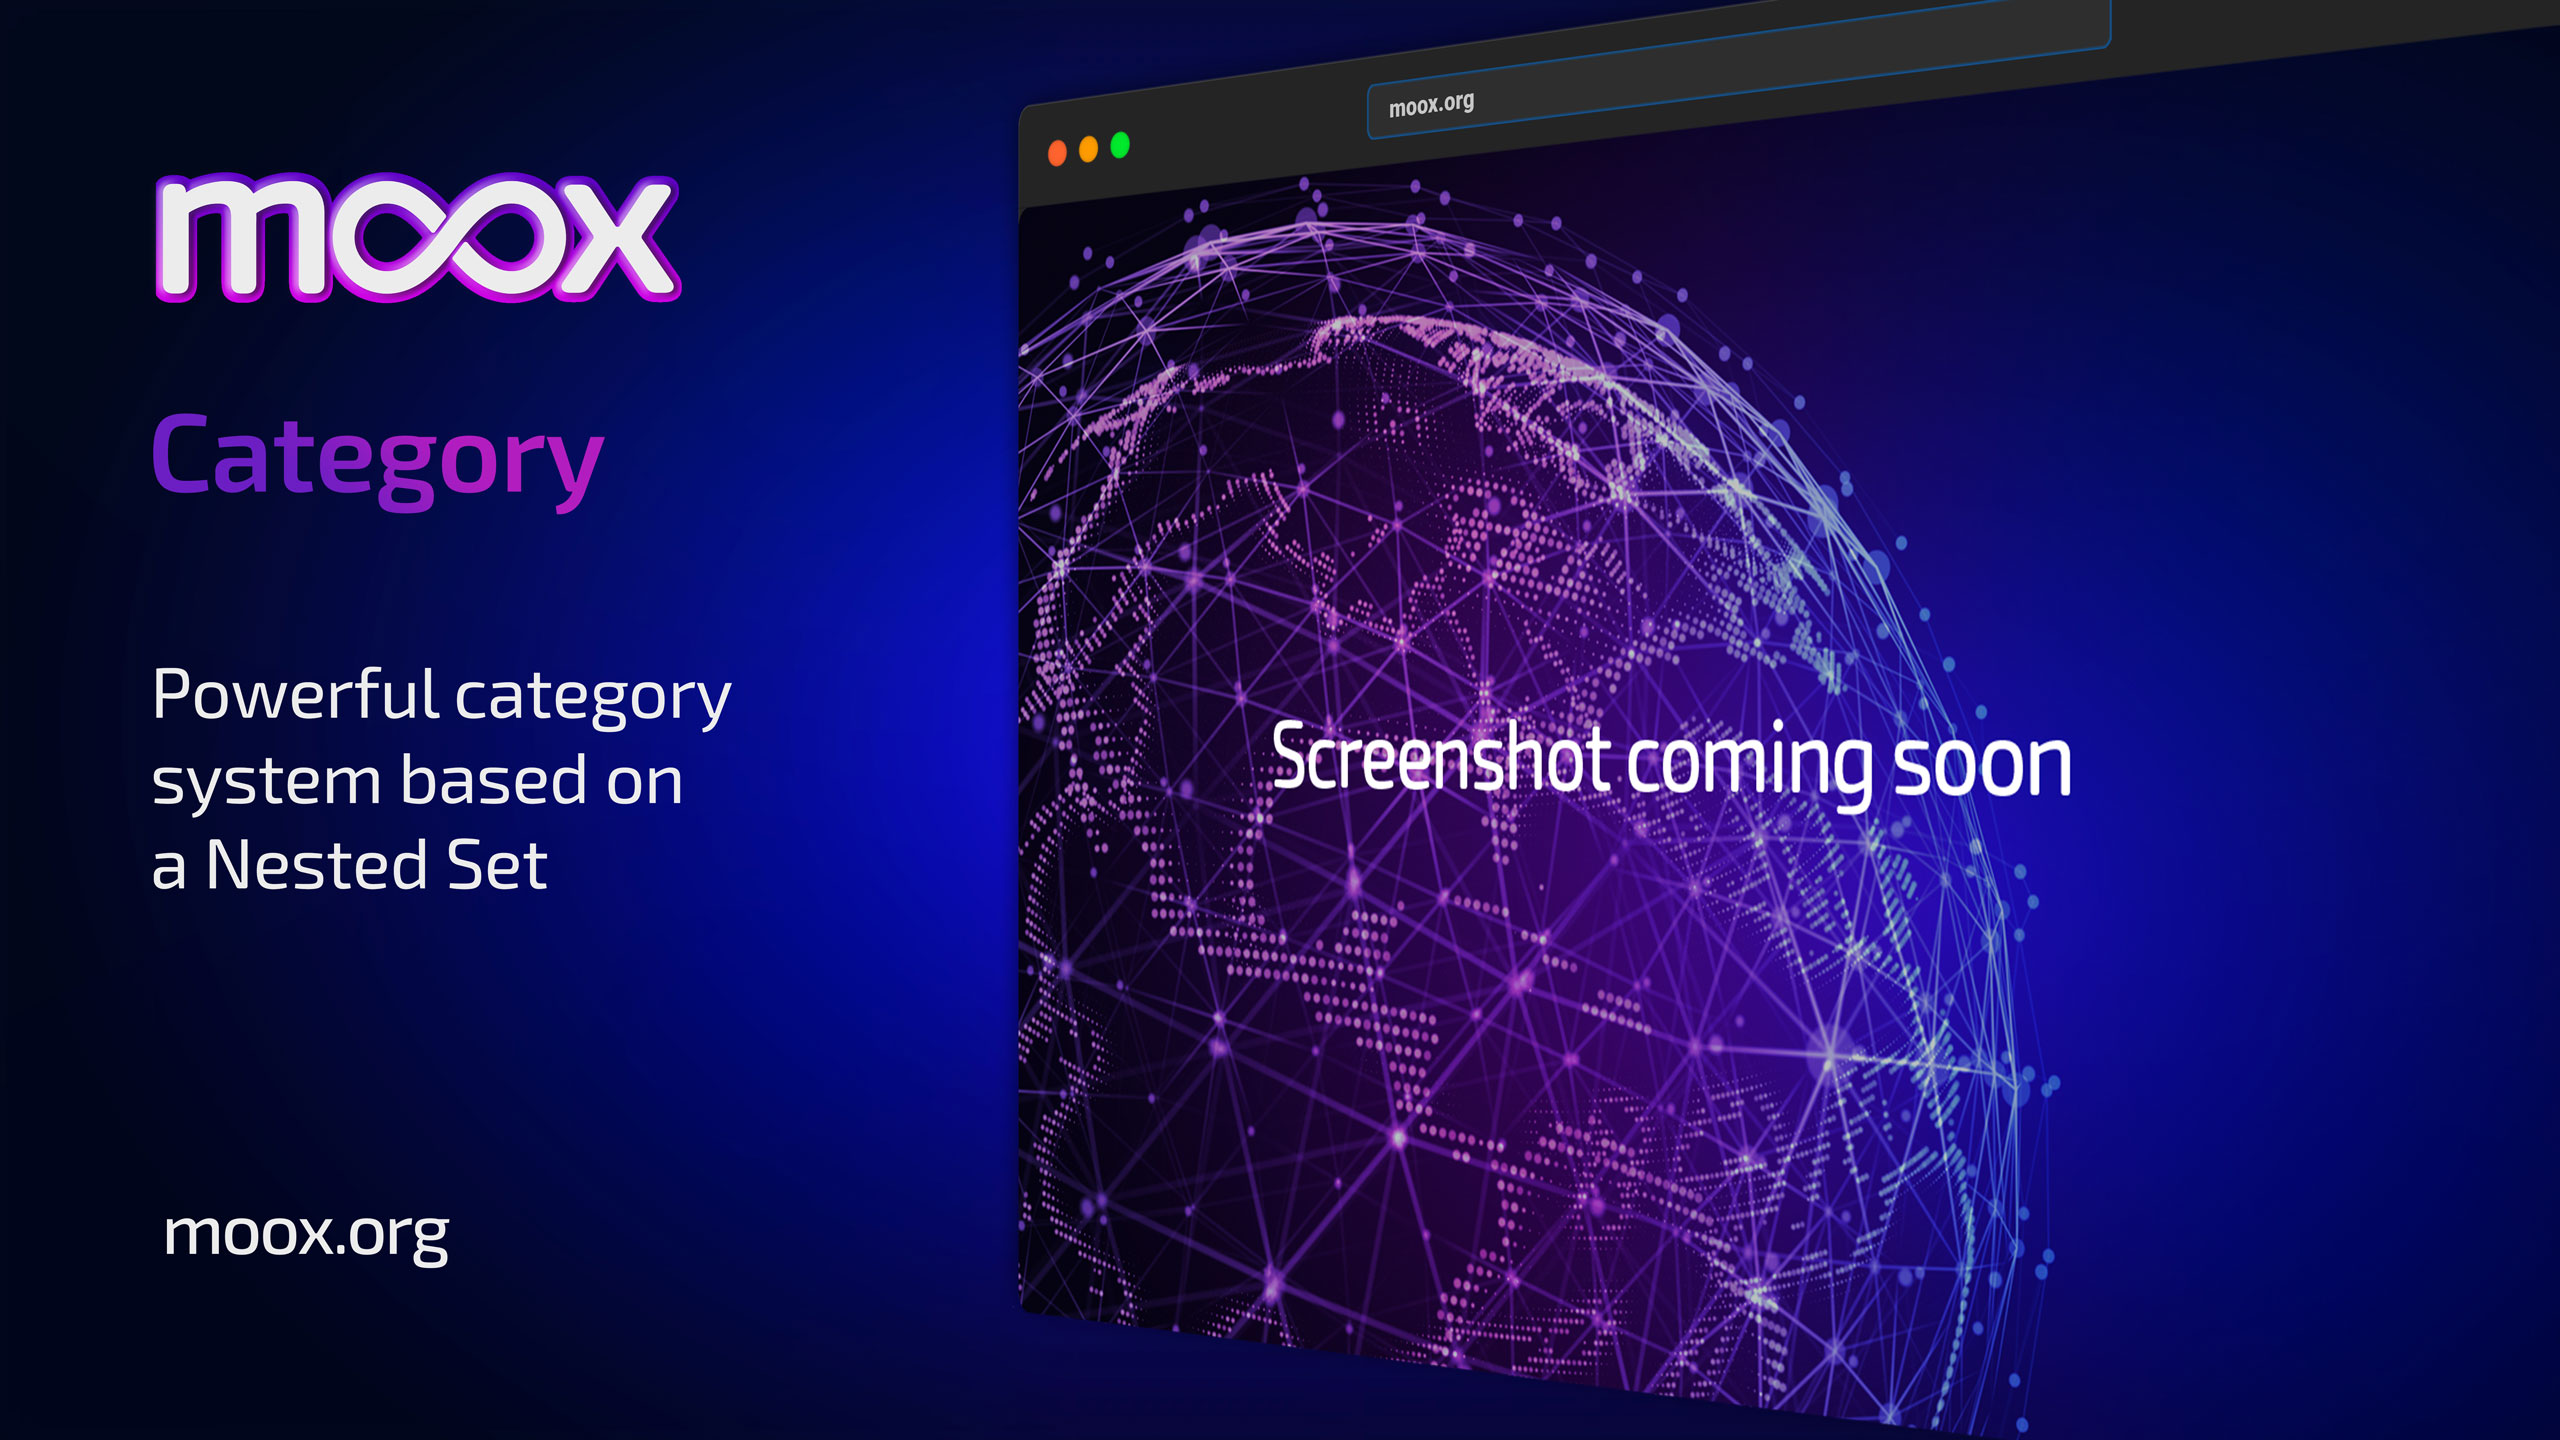 moox
Category
Powerful category
system based on
a Nested Set
moox.org
moox.org
Screenshot coming soon